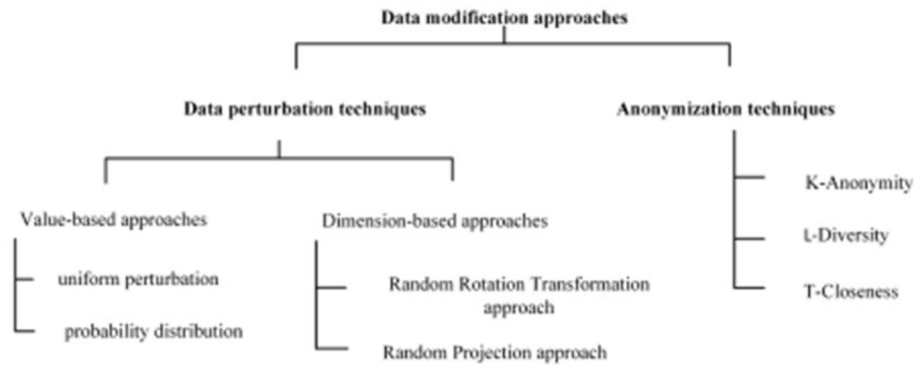 Data modification approaches
Data perturbation techniques
Anonymization techniques
Value-based approaches
uniform perturbation
probability distribution
Dimension-based approaches
Random Rotation Transformation
approach
Random Projection approach
K-Anonymity
L-Diversity
T-Closeness